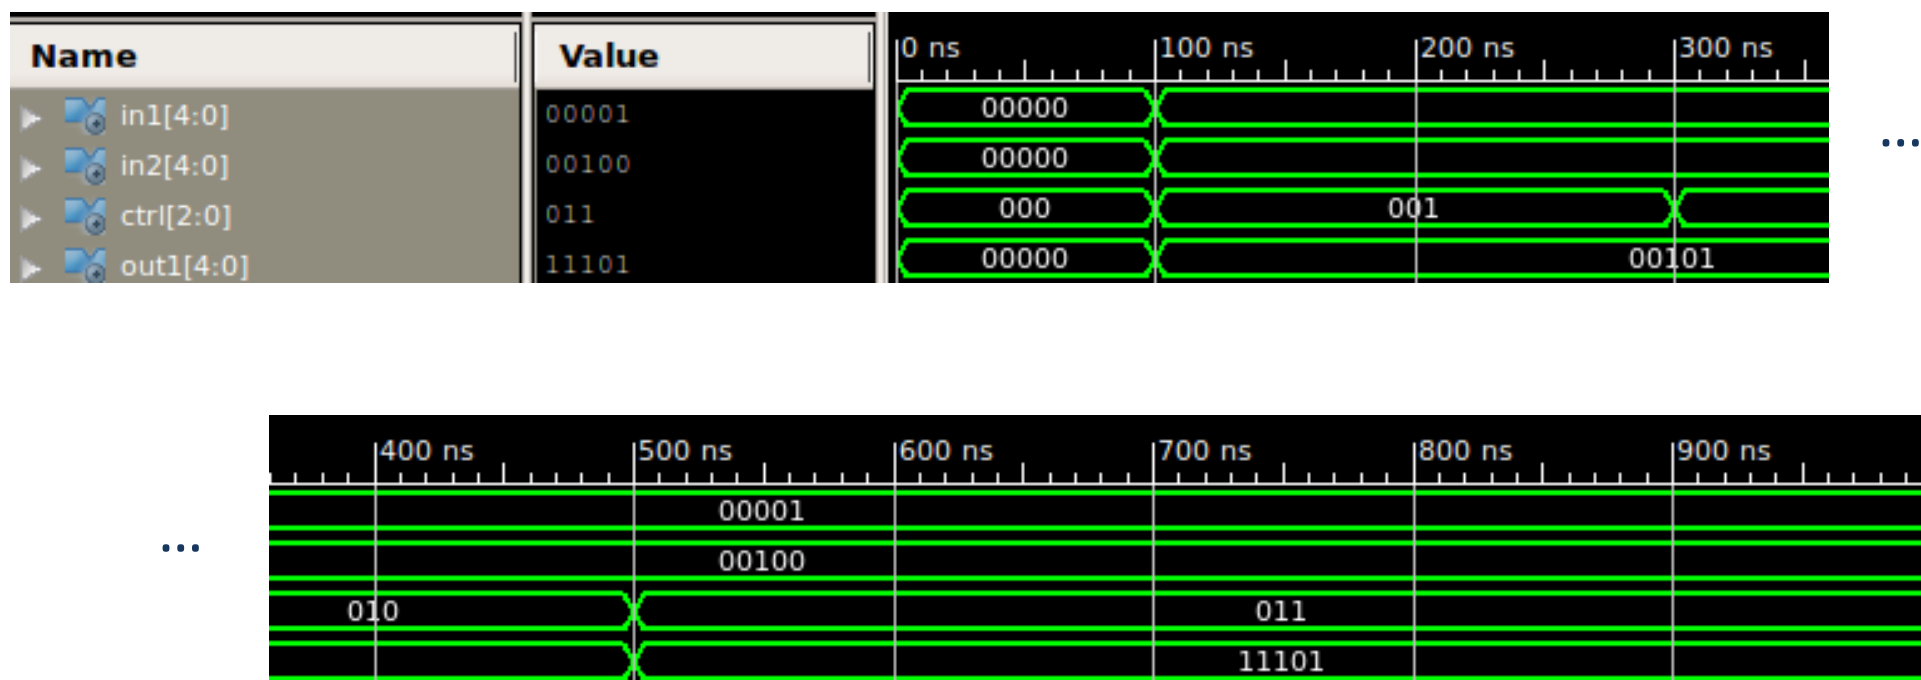 Name Value 0 ns 100 ns 200 ns 300 ns
in1[4:0] 00001 00000
in2[4:0] 00100 00000
ctrl[2:0] 011 000 001
out1[4:0] 11101 00000 00101
...
400 ns 500 ns 600 ns 700 ns 800 ns 900 ns
00001
...
00100
010 011
11101